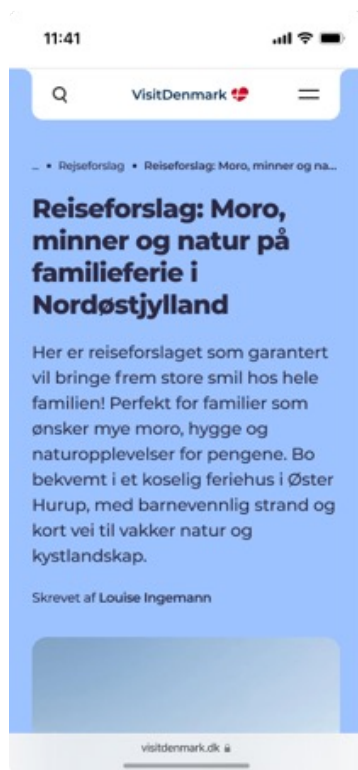 11:41
VisitDenmark
… • Rejseforslag • Reiseforslag: Moro, minner og na...
Reiseforslag: Moro,
minner og natur på
familieferie i
Nordøstjylland
Her er reiseforslaget som garantert
vil bringe frem store smil hos hele
familien! Perfekt for familier som
ønsker mye moro, hygge og
naturopplevelser for pengene. Bo
bekvemt i et koselig feriehus i Øster
Hurup, med barnevennlig strand og
kort vei til vakker natur og
kystlandskap.
Skrevet af Louise Ingemann
visitdenmark.dk